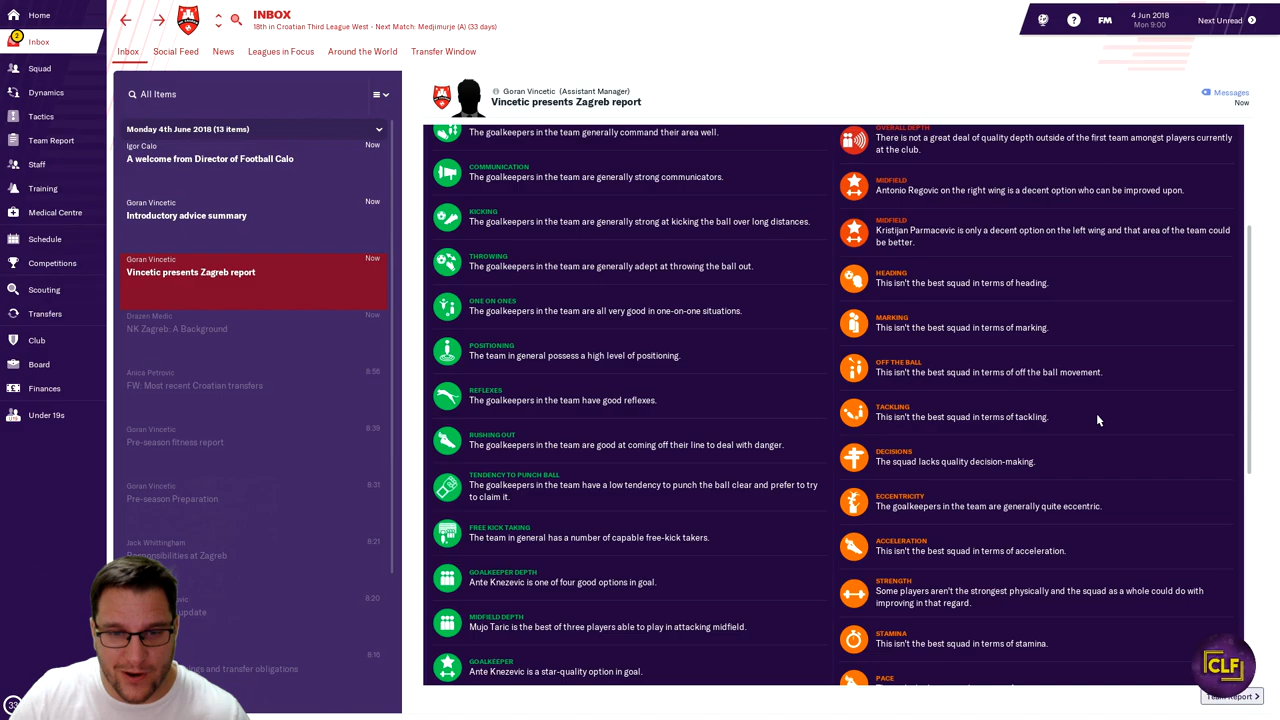 Home
INBOX
18th in Croatian Third League West - Next Match: Medjimurje (A) (33 days)
?
FM
4 Jun 2018
Mon 9:00
Next Unread
2
Inbox
Inbox
Social Feed
News
Leagues in Focus
Around the World
Transfer Window
Squad
Dynamics
Tactics
Team Report
Staff
Training
Medical Centre
Schedule
Competitions
Scouting
Transfers
Club
Board
Finances
Under 19s
33
All Items
Monday 4th June 2018 (13 items)
Igor Calo
Now
A welcome from Director of Football Calo
Goran Vincetic
Now
Introductory advice summary
Goran Vincetic
Now
Vincetic presents Zagreb report
Drazen Medic
Now
NK Zagreb: A Background
Anica Petrovic
8:56
FW: Most recent Croatian transfers
Goran Vincetic
8:39
Pre-season fitness report
Goran Vincetic
8:31
Pre-season Preparation
Jack Whittingham
8:21
Responsibilities at Zagreb
8:20
update
8:16
and transfer obligations
Goran Vincetic (Assistant Manager)
Vincetic presents Zagreb report
Messages
Now
The goalkeepers in the team generally command their area well.
COMMUNICATION
The goalkeepers in the team are generally strong communicators.
KICKING
The goalkeepers in the team are generally strong at kicking the ball over long distances.
THROWING
The goalkeepers in the team are generally adept at throwing the ball out.
ONE ON ONES
The goalkeepers in the team are all very good in one-on-one situations.
POSITIONING
The team in general possess a high level of positioning.
REFLEXES
The goalkeepers in the team have good reflexes.
RUSHING OUT
The goalkeepers in the team are good at coming off their line to deal with danger.
TENDENCY TO PUNCH BALL
The goalkeepers in the team have a low tendency to punch the ball clear and prefer to try
to claim it.
FREE KICK TAKING
The team in general has a number of capable free-kick takers.
GOALKEEPER DEPTH
Ante Knezevic is one of four good options in goal.
MIDFIELD DEPTH
Mujo Taric is the best of three players able to play in attacking midfield.
GOALKEEPER
Ante Knezevic is a star-quality option in goal.
OVERALL DEPTH
There is not a great deal of quality depth outside of the first team amongst players currently
at the club.
MIDFIELD
Antonio Regovic on the right wing is a decent option who can be improved upon.
MIDFIELD
Kristijan Parmacevic is only a decent option on the left wing and that area of the team could
be better.
HEADING
This isn't the best squad in terms of heading.
MARKING
This isn't the best squad in terms of marking.
OFF THE BALL
This isn't the best squad in terms of off the ball movement.
TACKLING
This isn't the best squad in terms of tackling.
DECISIONS
The squad lacks quality decision-making.
ECCENTRICITY
The goalkeepers in the team are generally quite eccentric.
ACCELERATION
This isn't the best squad in terms of acceleration.
STRENGTH
Some players aren't the strongest physically and the squad as a whole could do with
improving in that regard.
STAMINA
This isn't the best squad in terms of stamina.
PACE
CLF
Report